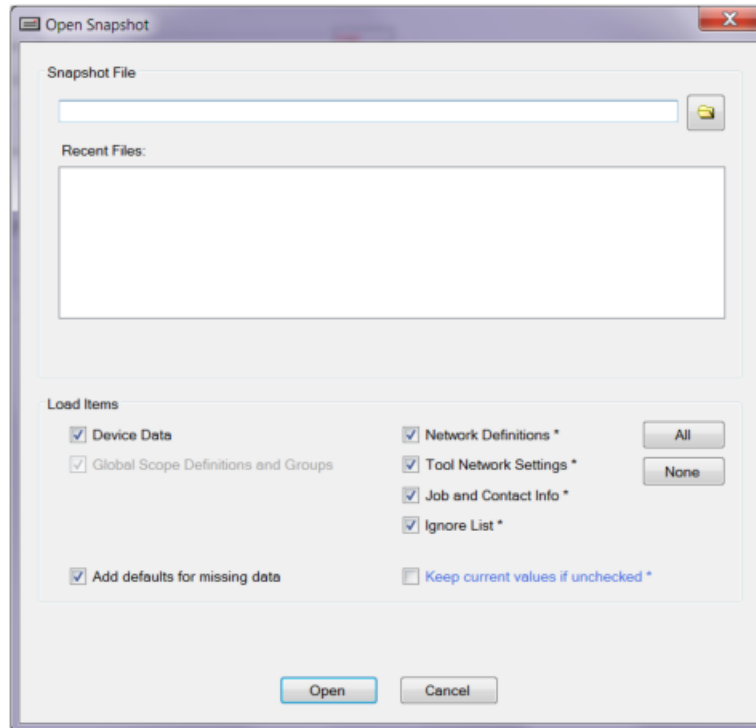 Open Snapshot
Snapshot File
Recent Files:
Load Items
Device Data
Network Definitions *
All
Global Scope Definitions and Groups
Tool Network Settings *
None
Job and Contact Info *
Ignore List *
Add defaults for missing data
Keep current values if unchecked *
Open
Cancel